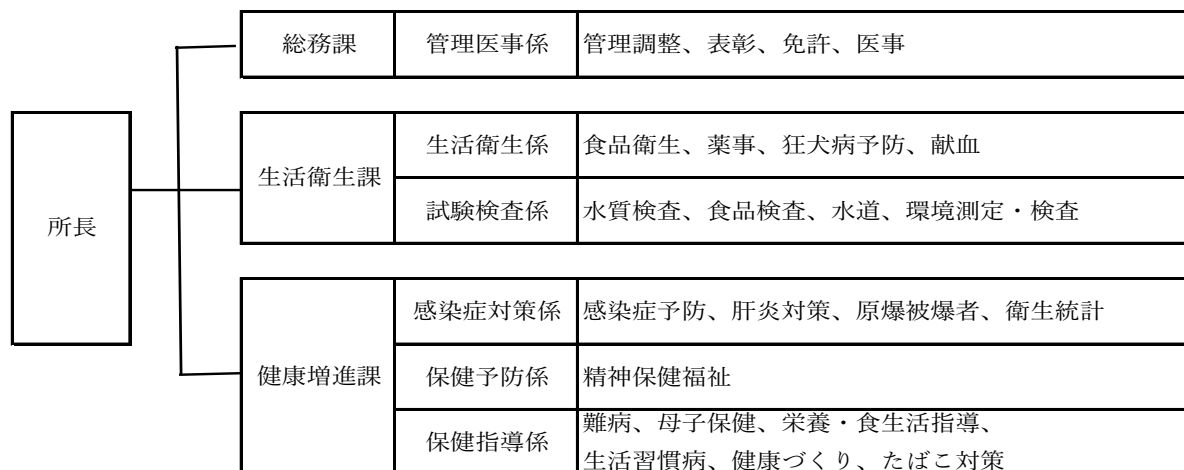 総務課 管理医事係 管理調整、表彰、免許、医事
所長
生活衛生課
生活衛生係 食品衛生、薬事、狂犬病予防、献血
試験検査係 水質検査、食品検査、水道、環境測定・検査
健康増進課
感染症対策係 感染症予防、肝炎対策、原爆被爆者、衛生統計
保健予防係 精神保健福祉
保健指導係 難病、母子保健、栄養・食生活指導、
生活習慣病、健康づくり、たばこ対策